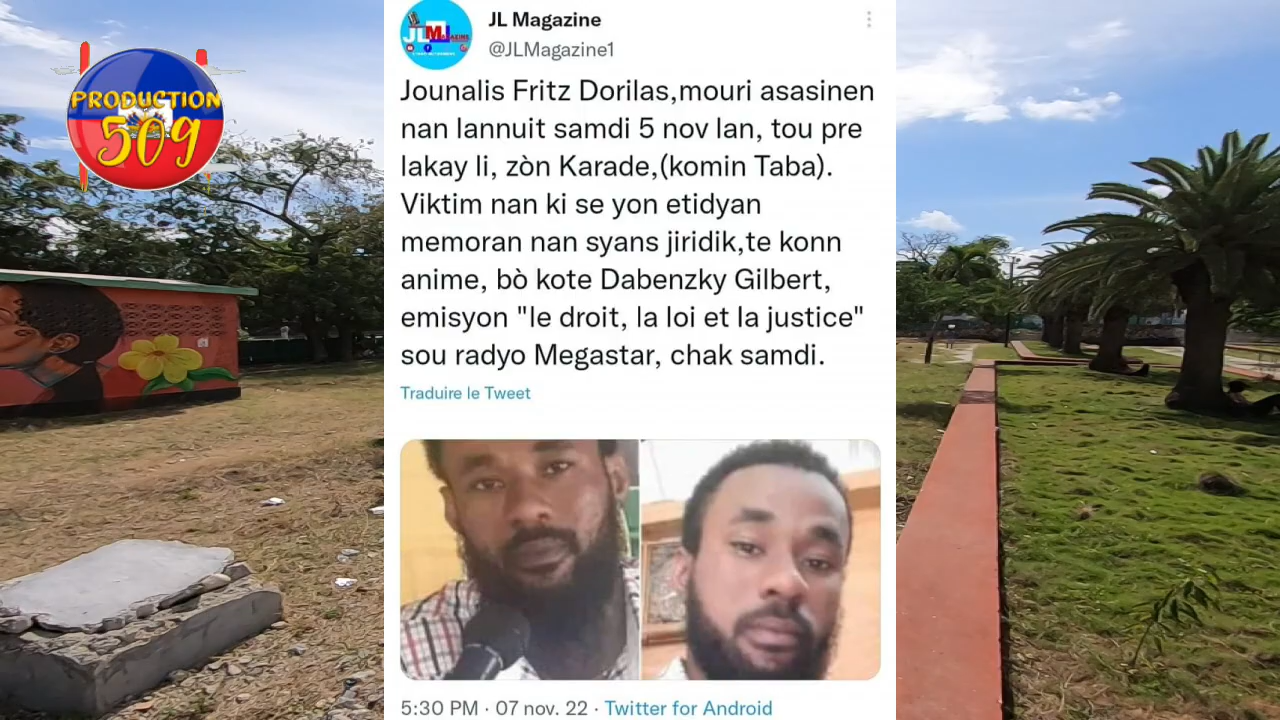 PRODUCTION
509
JL Magazine
@JLMagazine1
Jounalis Fritz Dorilas,mouri asasinen
nan lannuit samdi 5 nov lan, tou pre
lakay li, zòn Karade,(komin Taba).
Viktim nan ki se yon etidyan
memoran nan syans jiridik,te konn
anime, bò kote Dabenzky Gilbert,
emisyon "le droit, la loi et la justice"
sou radyo Megastar, chak samdi.
Traduire le Tweet
5:30 PM · 07 nov. 22 · Twitter for Android